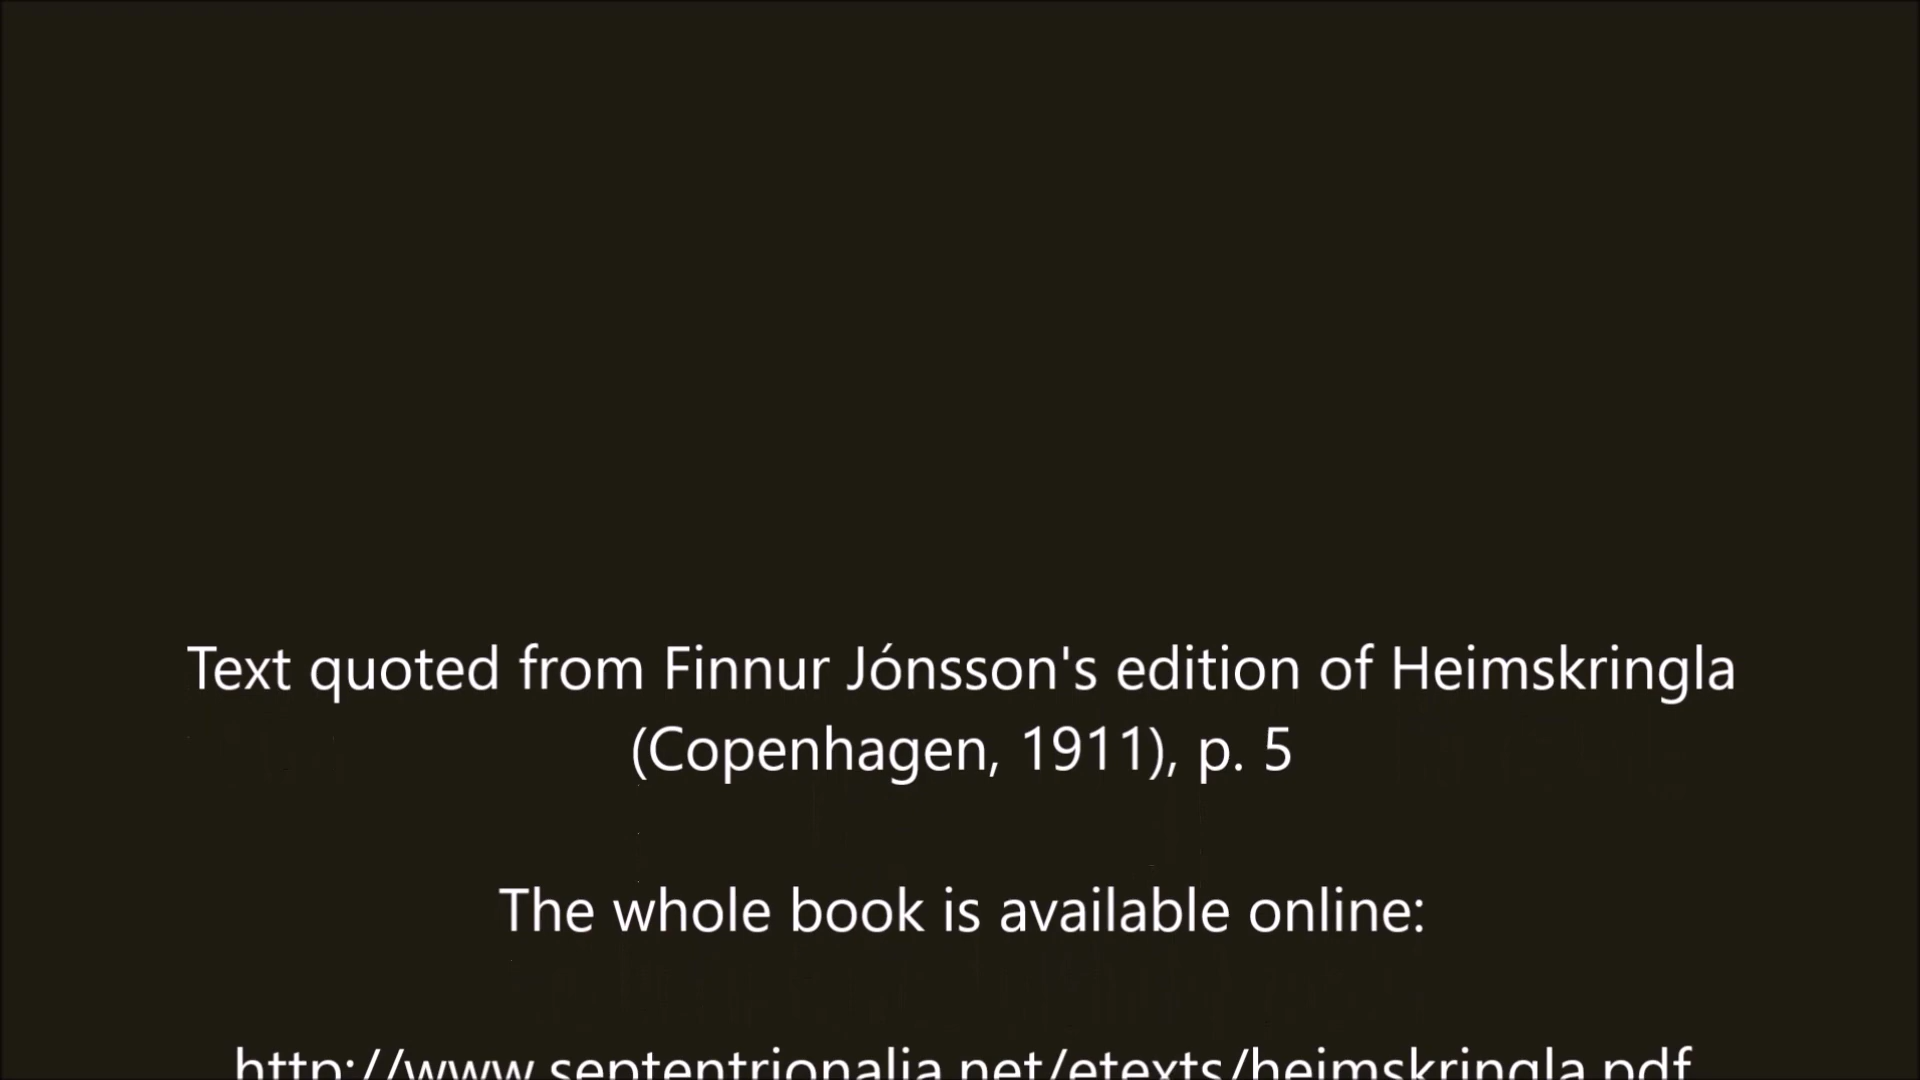 Text quoted from Finnur Jónsson's edition of Heimskringla
(Copenhagen, 1911), p. 5
The whole book is available online:
http://www.septentrionalia.net/etexts/heimskringla.pdf